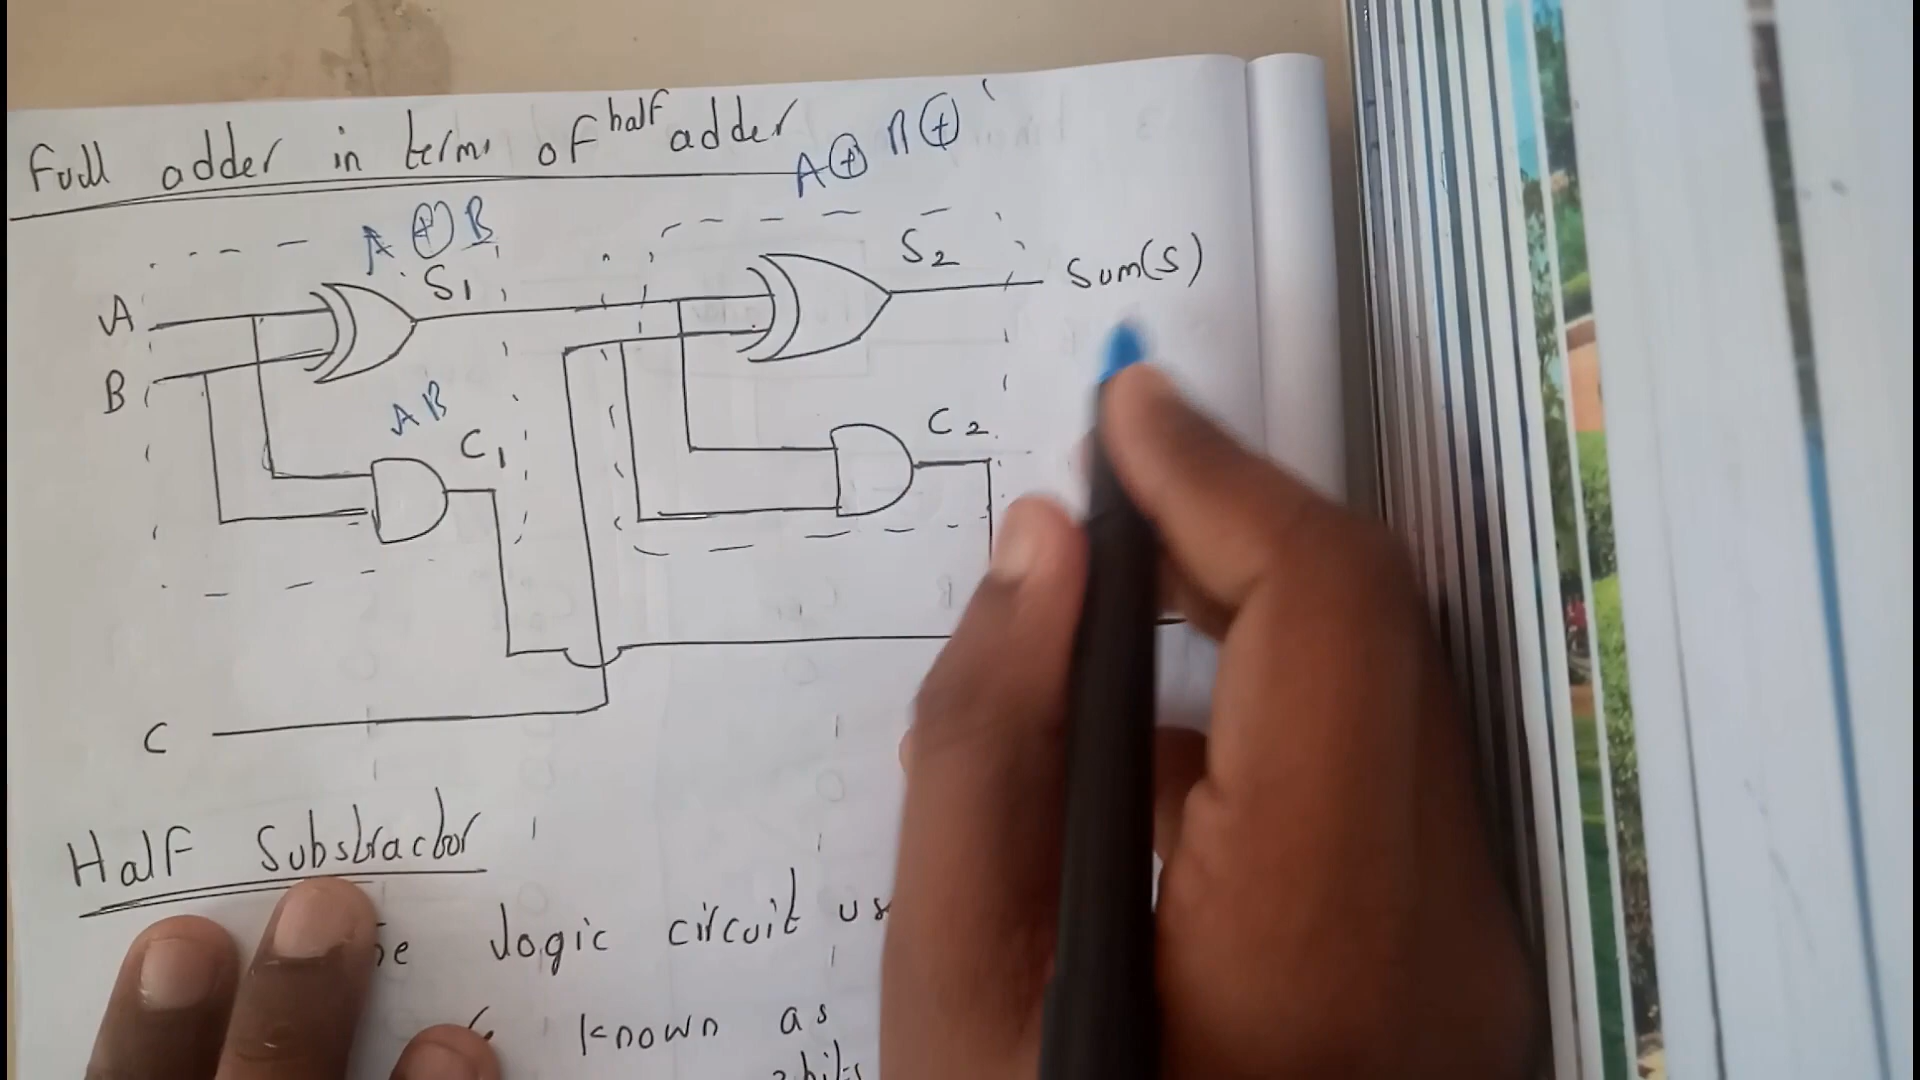 Full adder in terms of half adder
A ⊕ B ⊕
A ⊕ B
S1
S2
Sum(S)
A
B
AB
C1
C2
C
Half Substractor
logic circuit
known as